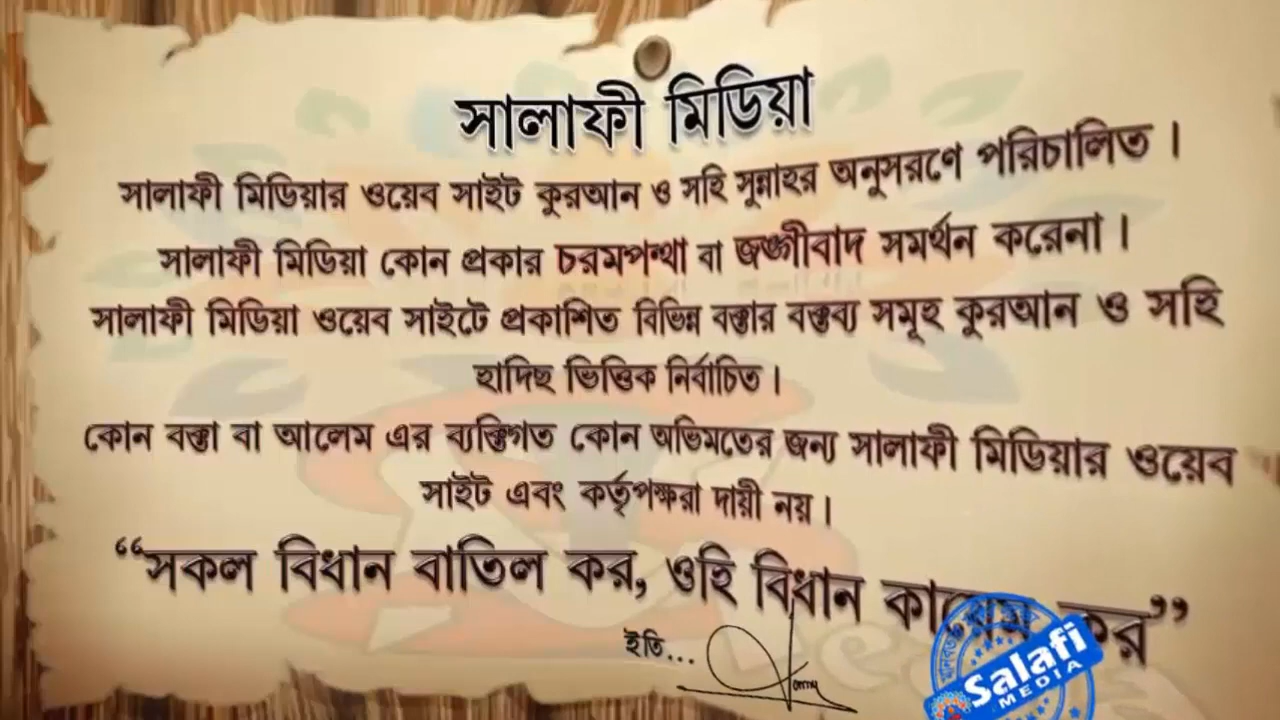 সালাফী মিডিয়া
সালাফী মিডিয়ার ওয়েব সাইট কুরআন ও সহি সুন্নাহর অনুসরণে পরিচালিত ।
সালাফী মিডিয়া কোন প্রকার চরমপন্থা বা জঙ্গীবাদ সমর্থন করেনা ।
সালাফী মিডিয়া ওয়েব সাইটে প্রকাশিত বিভিন্ন বক্তার বক্তব্য সমূহ কুরআন ও সহি
হাদিছ ভিত্তিক নির্বাচিত ।
কোন বক্তা বা আলেম এর ব্যক্তিগত কোন অভিমতের জন্য সালাফী মিডিয়ার ওয়েব
সাইট এবং কর্তৃপক্ষরা দায়ী নয় ।
“সকল বিধান বাতিল কর, ওহি বিধান কায়েম কর”
ইতি...
Salafi
MEDIA